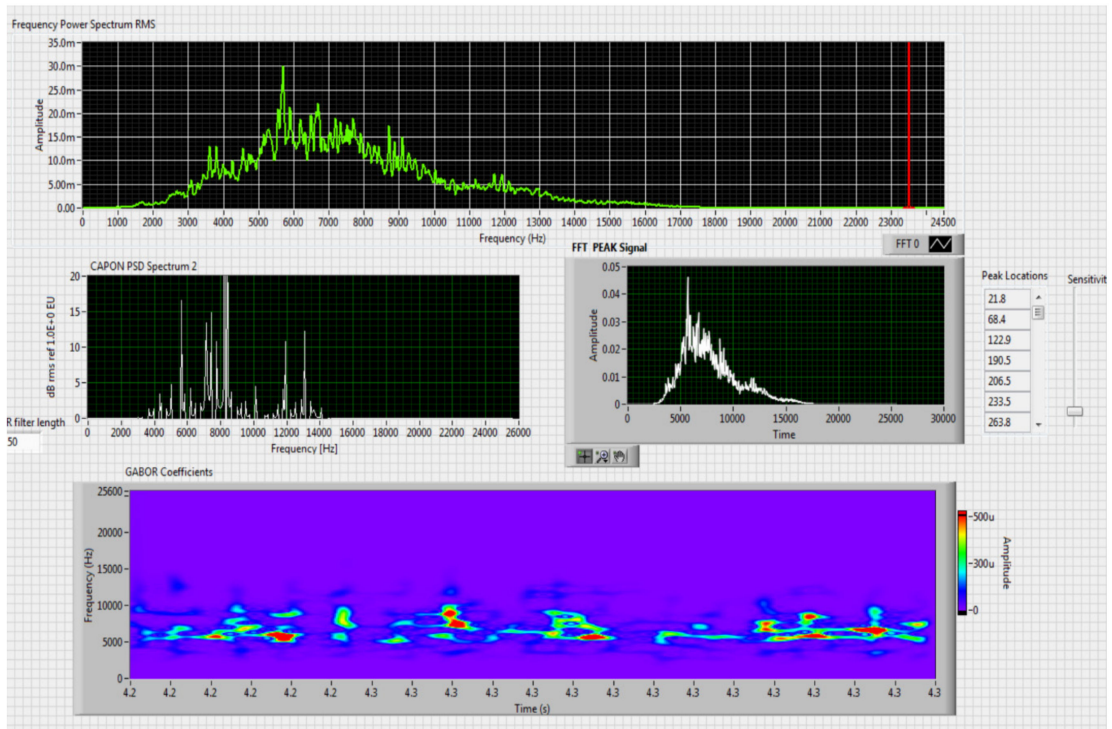 Frequency Power Spectrum RMS
35.0m
30.0m
25.0m
20.0m
15.0m
10.0m
5.00m
0.00
Amplitude
0 1000 2000 3000 4000 5000 6000 7000 8000 9000 10000 11000 12000 13000 14000 15000 16000 17000 18000 19000 20000 21000 22000 23000 24500
Frequency (Hz)
FFT 0
CAPON PSD Spectrum 2
20
15
10
5
0
dB rms ref 1.0E+0 EU
0 2000 4000 6000 8000 10000 12000 14000 16000 18000 20000 22000 24000 26000
Frequency [Hz]
R filter length
50
FFT PEAK Signal
0.05
0.04
0.03
0.02
0.01
0
Amplitude
0 5000 10000 15000 20000 25000 30000
Time
Peak Locations
21.8
68.4
122.9
190.5
206.5
233.5
263.8
Sensitivit
GABOR Coefficients
25600
20000
15000
10000
5000
0
Frequency (Hz)
4.2 4.2 4.2 4.2 4.2 4.2 4.3 4.3 4.3 4.3 4.3 4.3 4.3 4.3 4.3 4.3 4.3
Time (s)
500u
300u
0
Amplitude